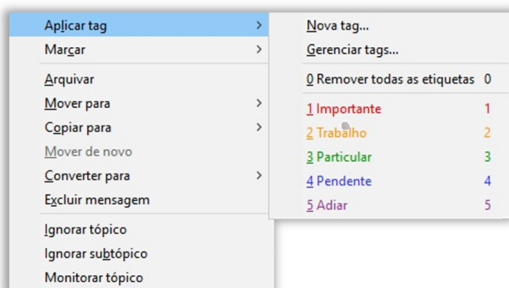 Aplicar tag >
Marcar >
Arquivar
Mover para >
Copiar para >
Mover de novo
Converter para >
Excluir mensagem
Ignorar tópico
Ignorar subtópico
Monitorar tópico
Nova tag...
Gerenciar tags...
0 Remover todas as etiquetas 0
1 Importante 1
2 Trabalho 2
3 Particular 3
4 Pendente 4
5 Adiar 5